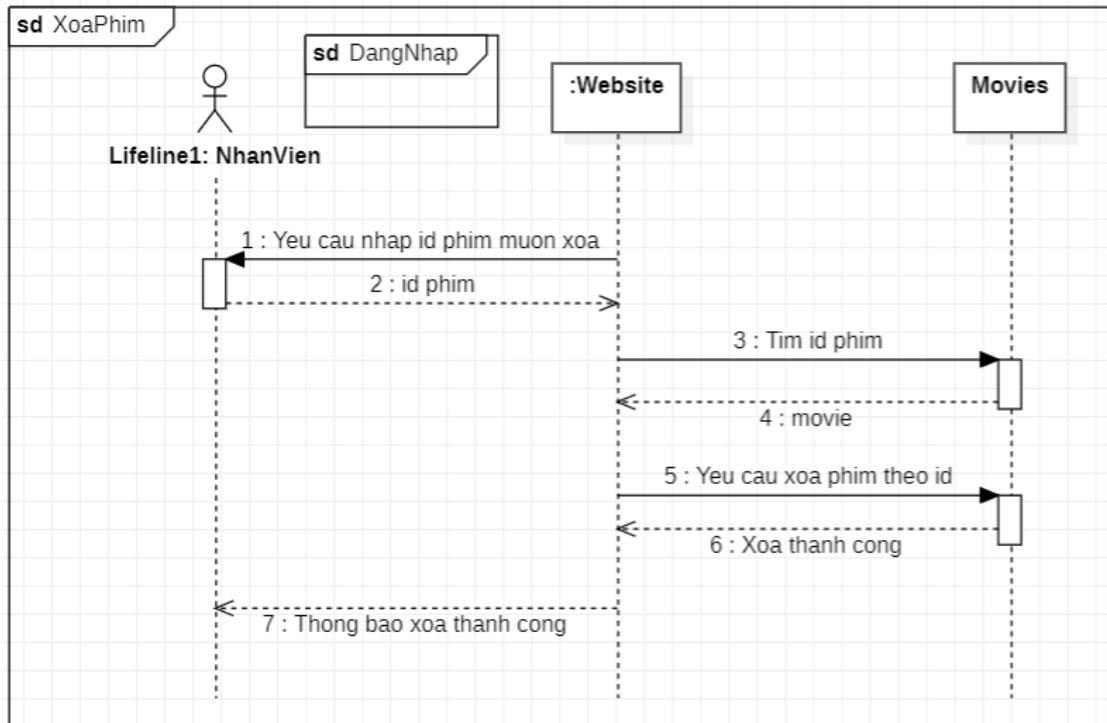 sd XoaPhim
sd DangNhap
:Website
Movies
Lifeline1: NhanVien
1 : Yeu cau nhap id phim muon xoa
2 : id phim
3 : Tim id phim
4 : movie
5 : Yeu cau xoa phim theo id
6 : Xoa thanh cong
7 : Thong bao xoa thanh cong